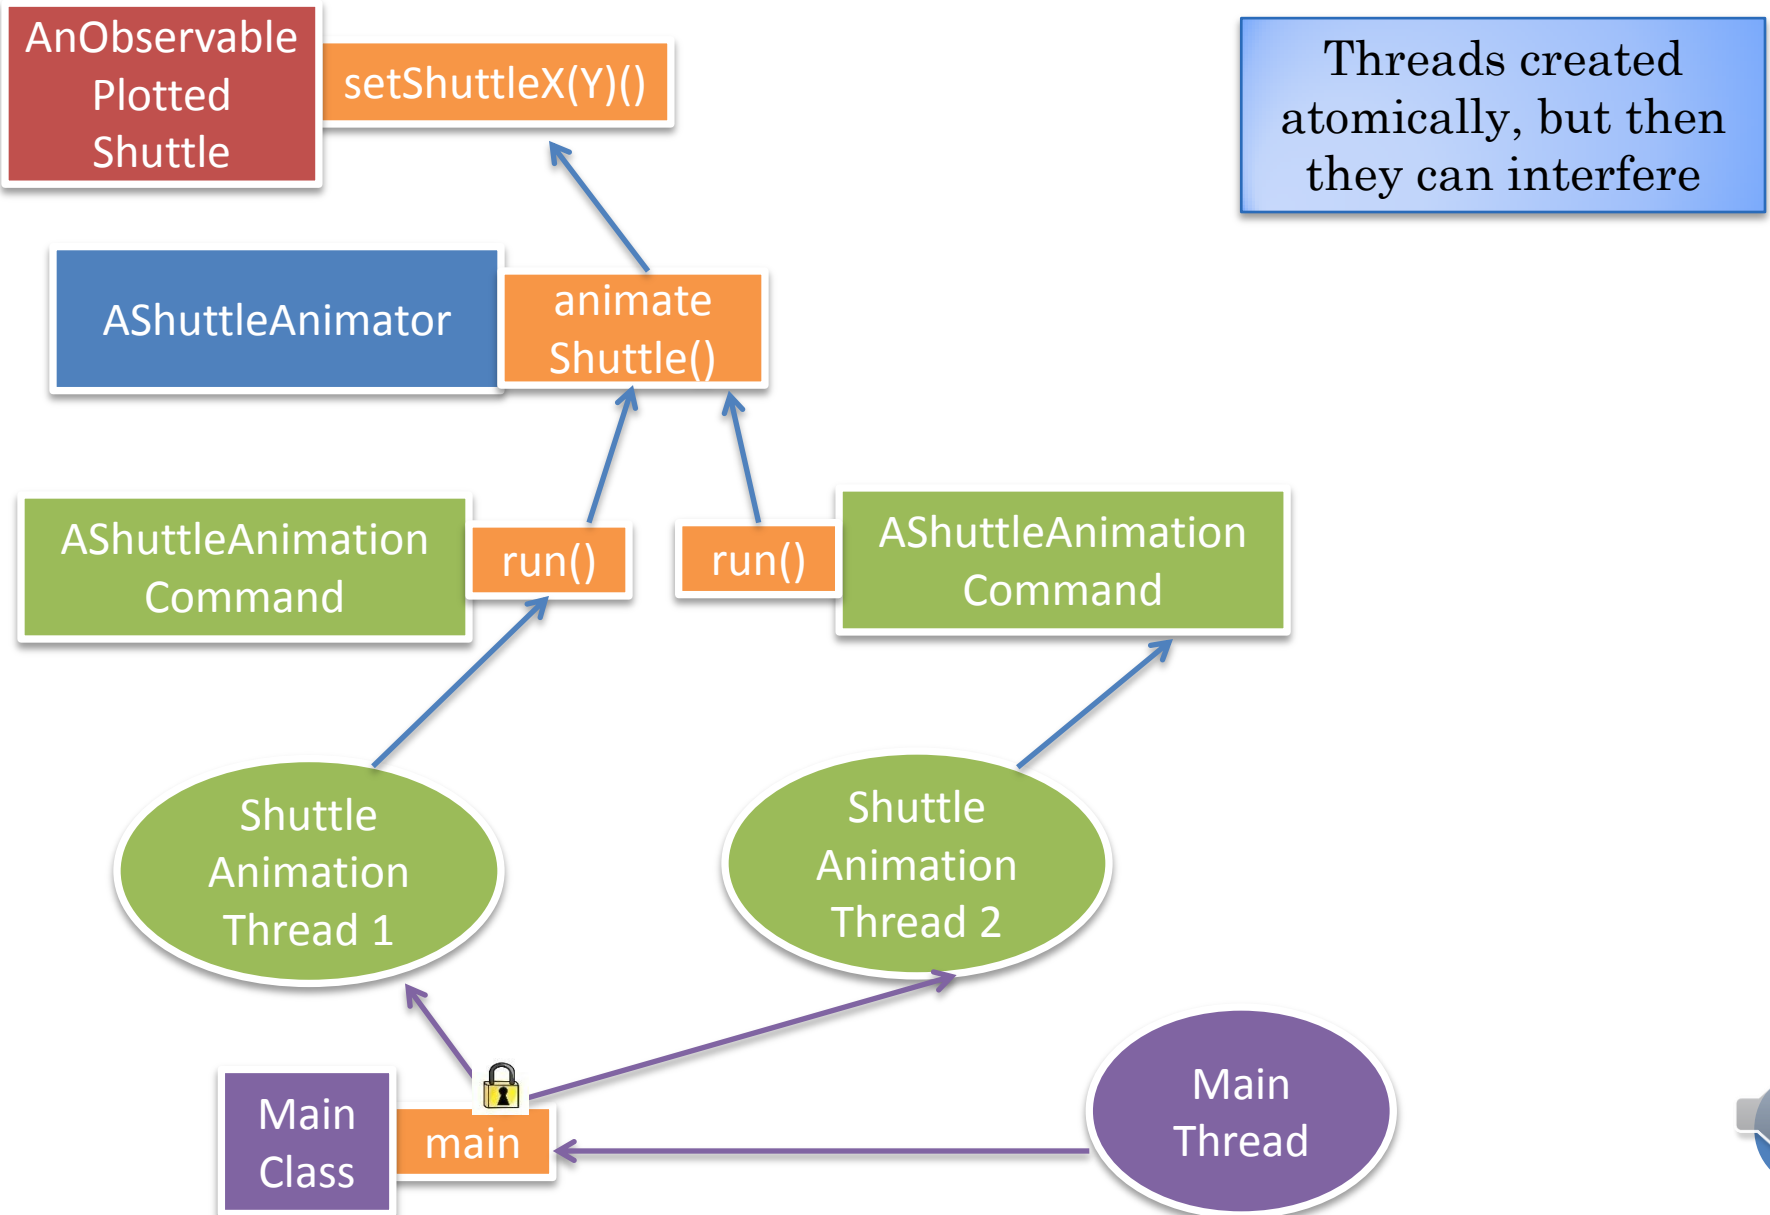 AnObservable
Plotted
Shuttle
setShuttleX(Y)()
Threads created
atomically, but then
they can interfere
AShuttleAnimator
animate
Shuttle()
AShuttleAnimation
Command
run()
run()
AShuttleAnimation
Command
Shuttle
Animation
Thread 1
Shuttle
Animation
Thread 2
Main
Class
main
Main
Thread